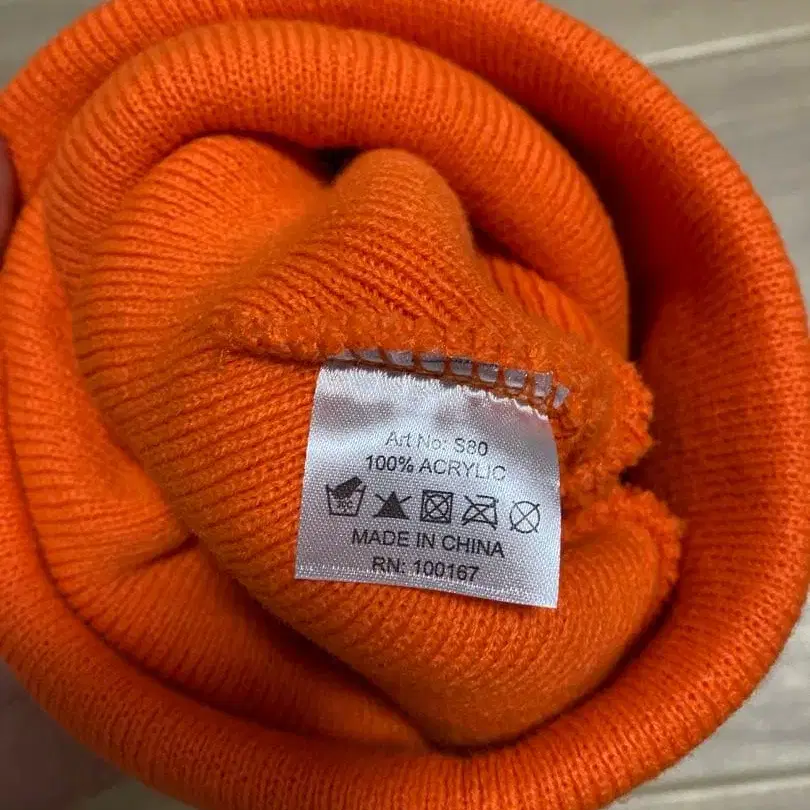 Art No: S80
100% ACRYLIC
MADE IN CHINA
RN: 100167